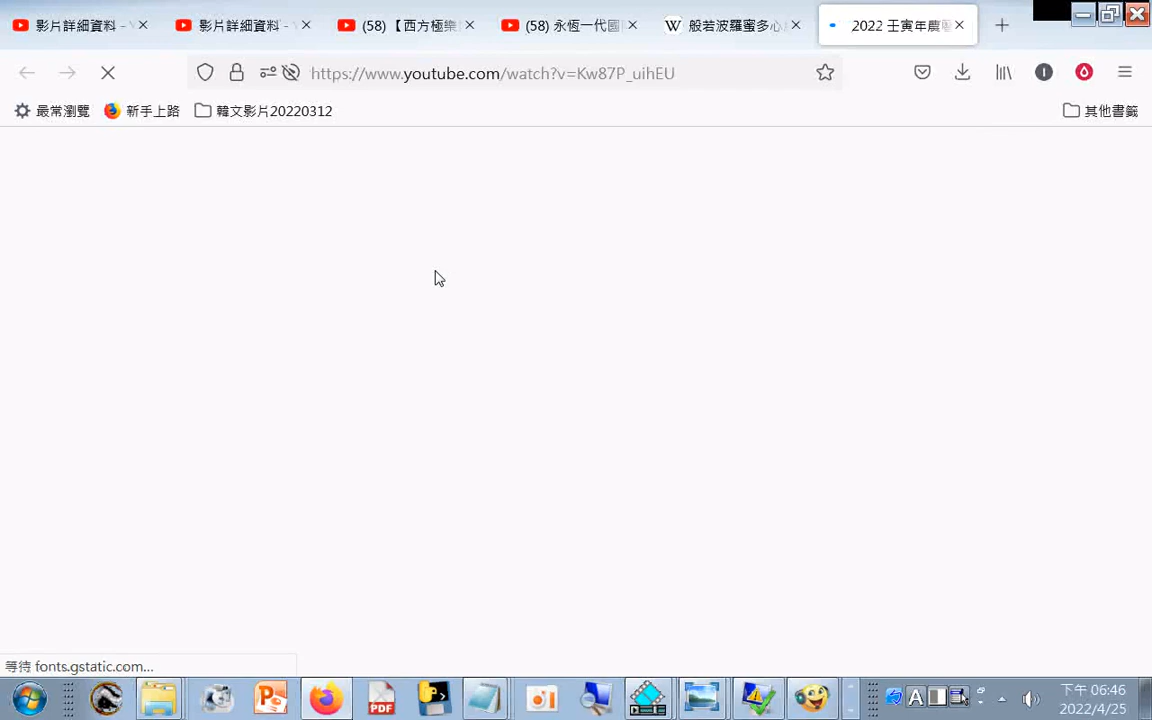 影片詳細資料 -
影片詳細資料 -
(58) 【西方極樂
(58) 永恆一代國
般若波羅蜜多心
2022 壬寅年農曆
https://www.youtube.com/watch?v=Kw87P_uihEU
最常瀏覽
新手上路
韓文影片20220312
其他書籤
等待 fonts.gstatic.com...
PDF
A
下午 06:46
2022/4/25